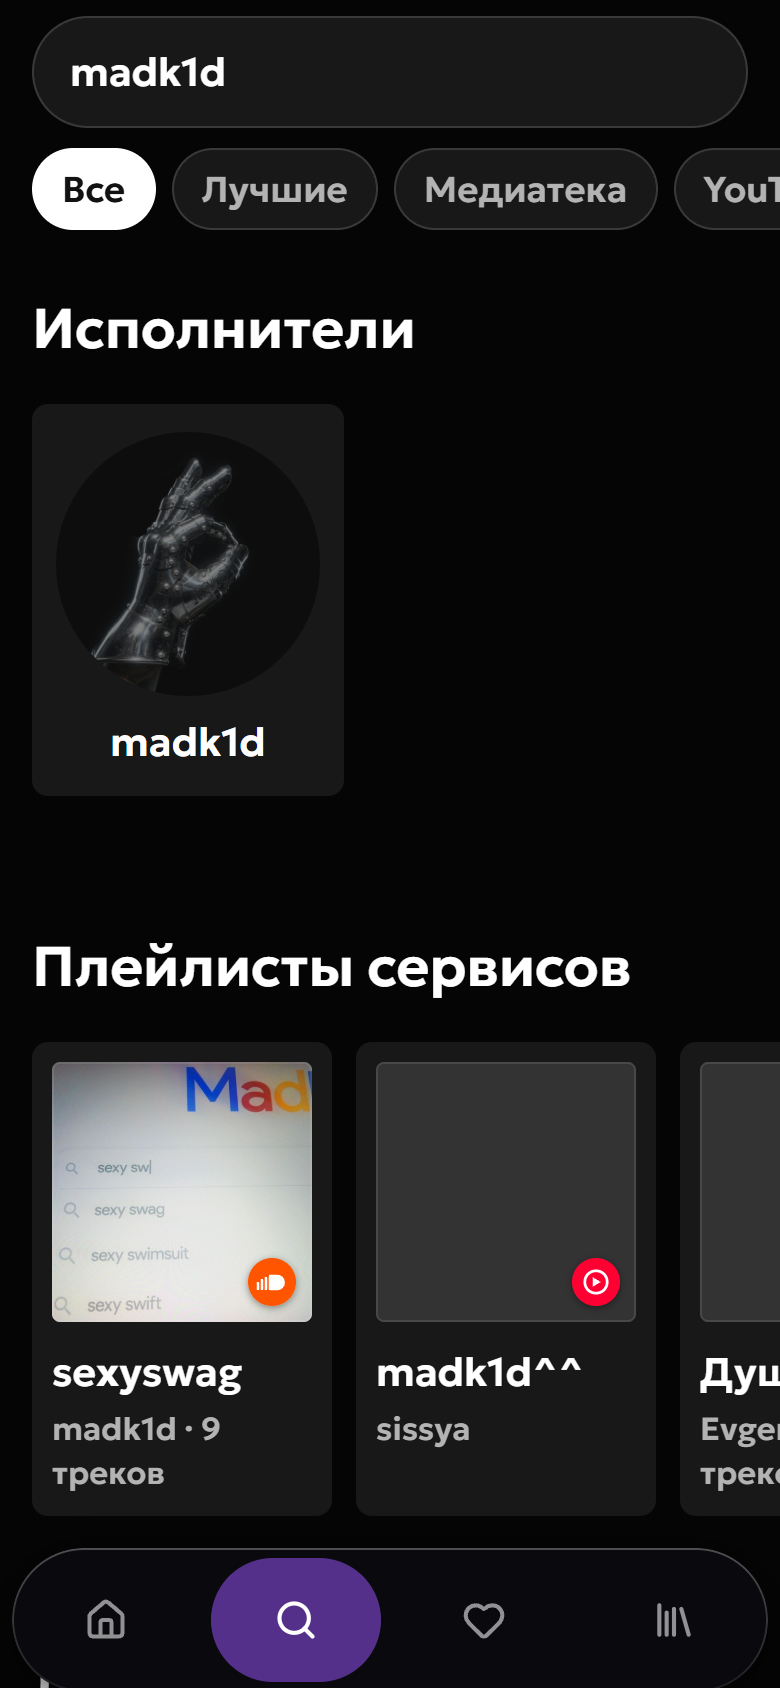 madk1d
Все
Лучшие
Медиатека
Исполнители
madk1d
Плейлисты сервисов
sexy sw
sexy swag
sexy swimsuit
sexy swift
sexyswag
madk1d · 9
треков
madk1d^^
sissya